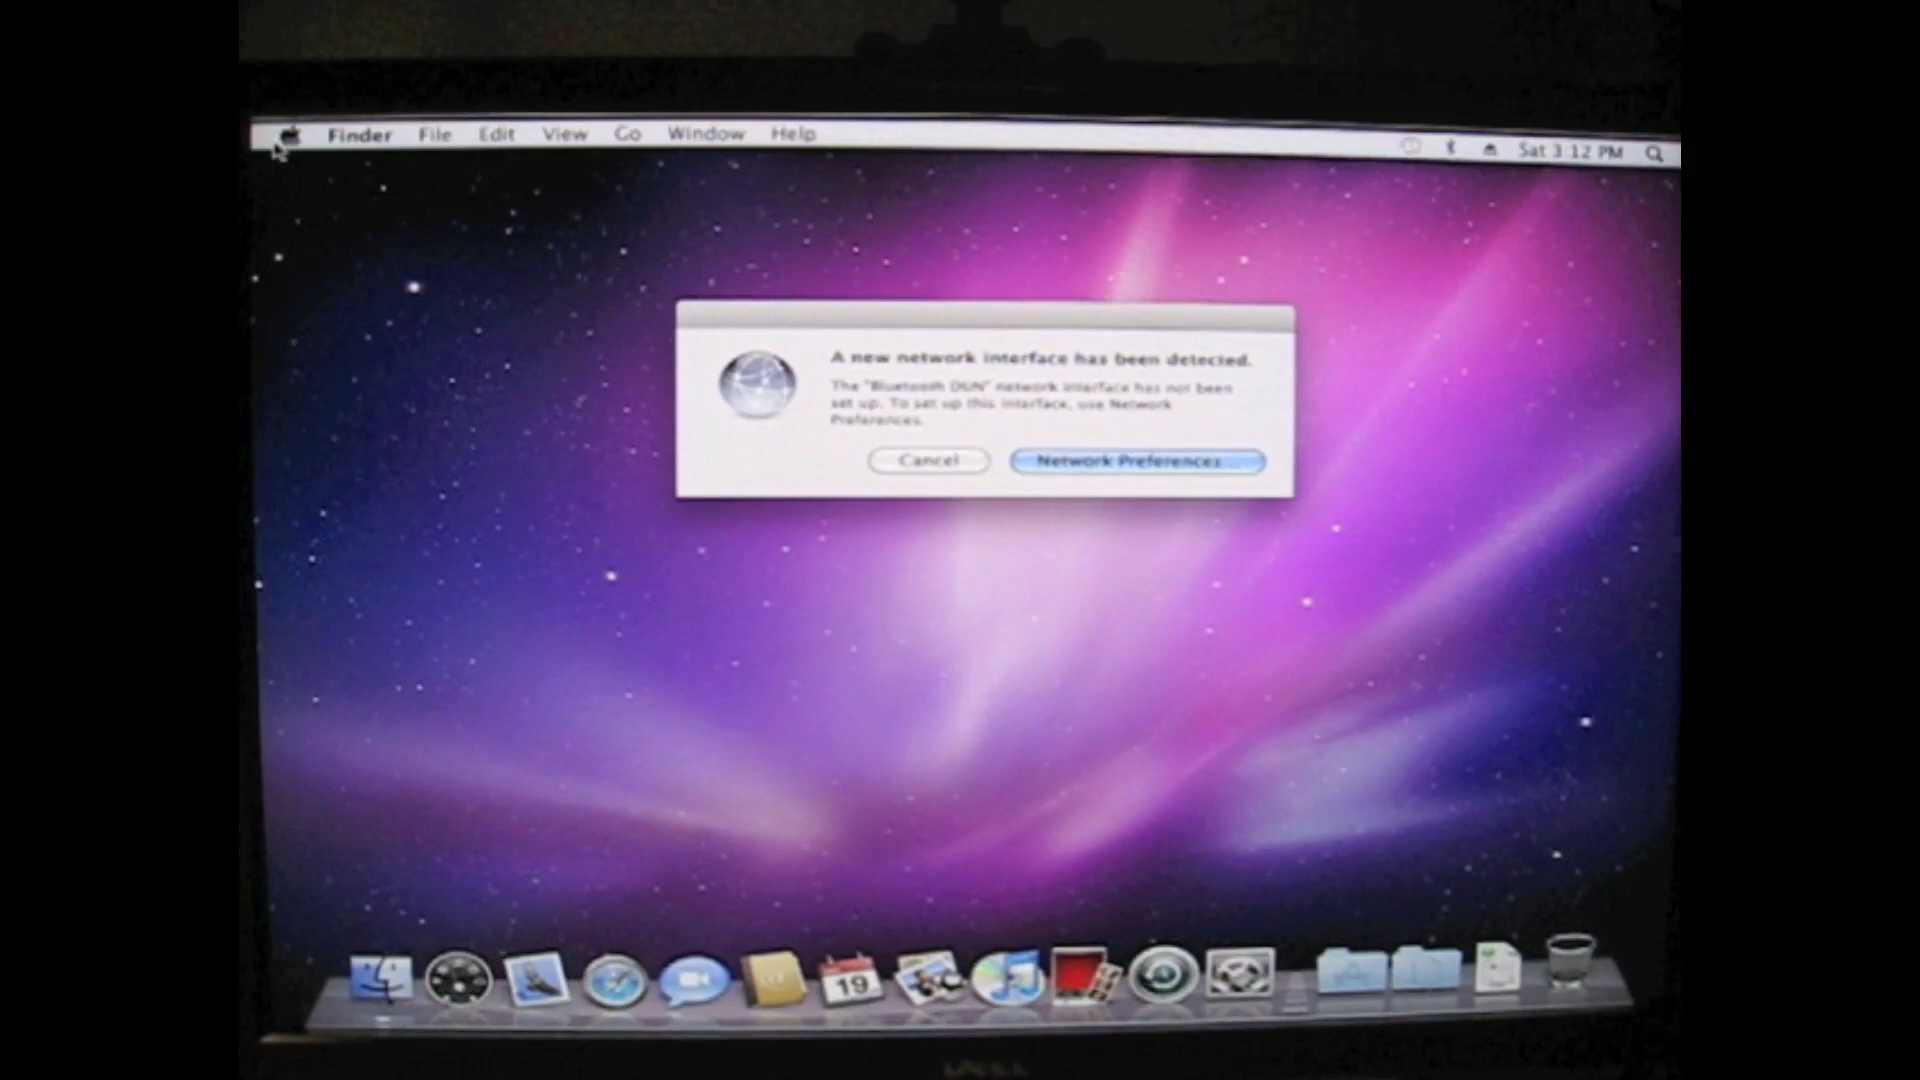 Finder File Edit View Go Window Help Sat 3:12 PM
A new network interface has been detected.
The "Bluetooth DUN" network interface has not been
set up. To set up this interface, use Network
Preferences.
Cancel Network Preferences...
19
DELL